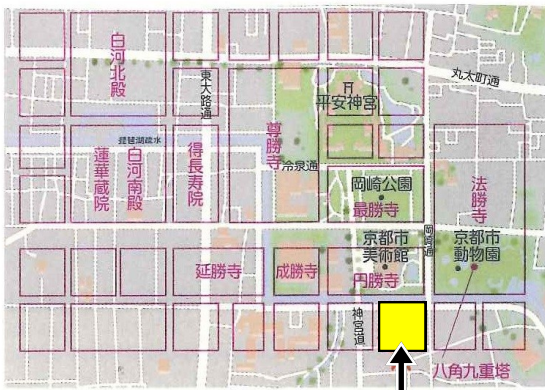 白河北殿
東大路通
丸太町通
平安神宮
琵琶湖疏水
尊勝寺
冷泉通
蓮華蔵院
白河南殿
得長寿院
岡崎公園
最勝寺
法勝寺
岡崎通
京都市
美術館
京都市
動物園
延勝寺
成勝寺
円勝寺
神宮道
八角九重塔